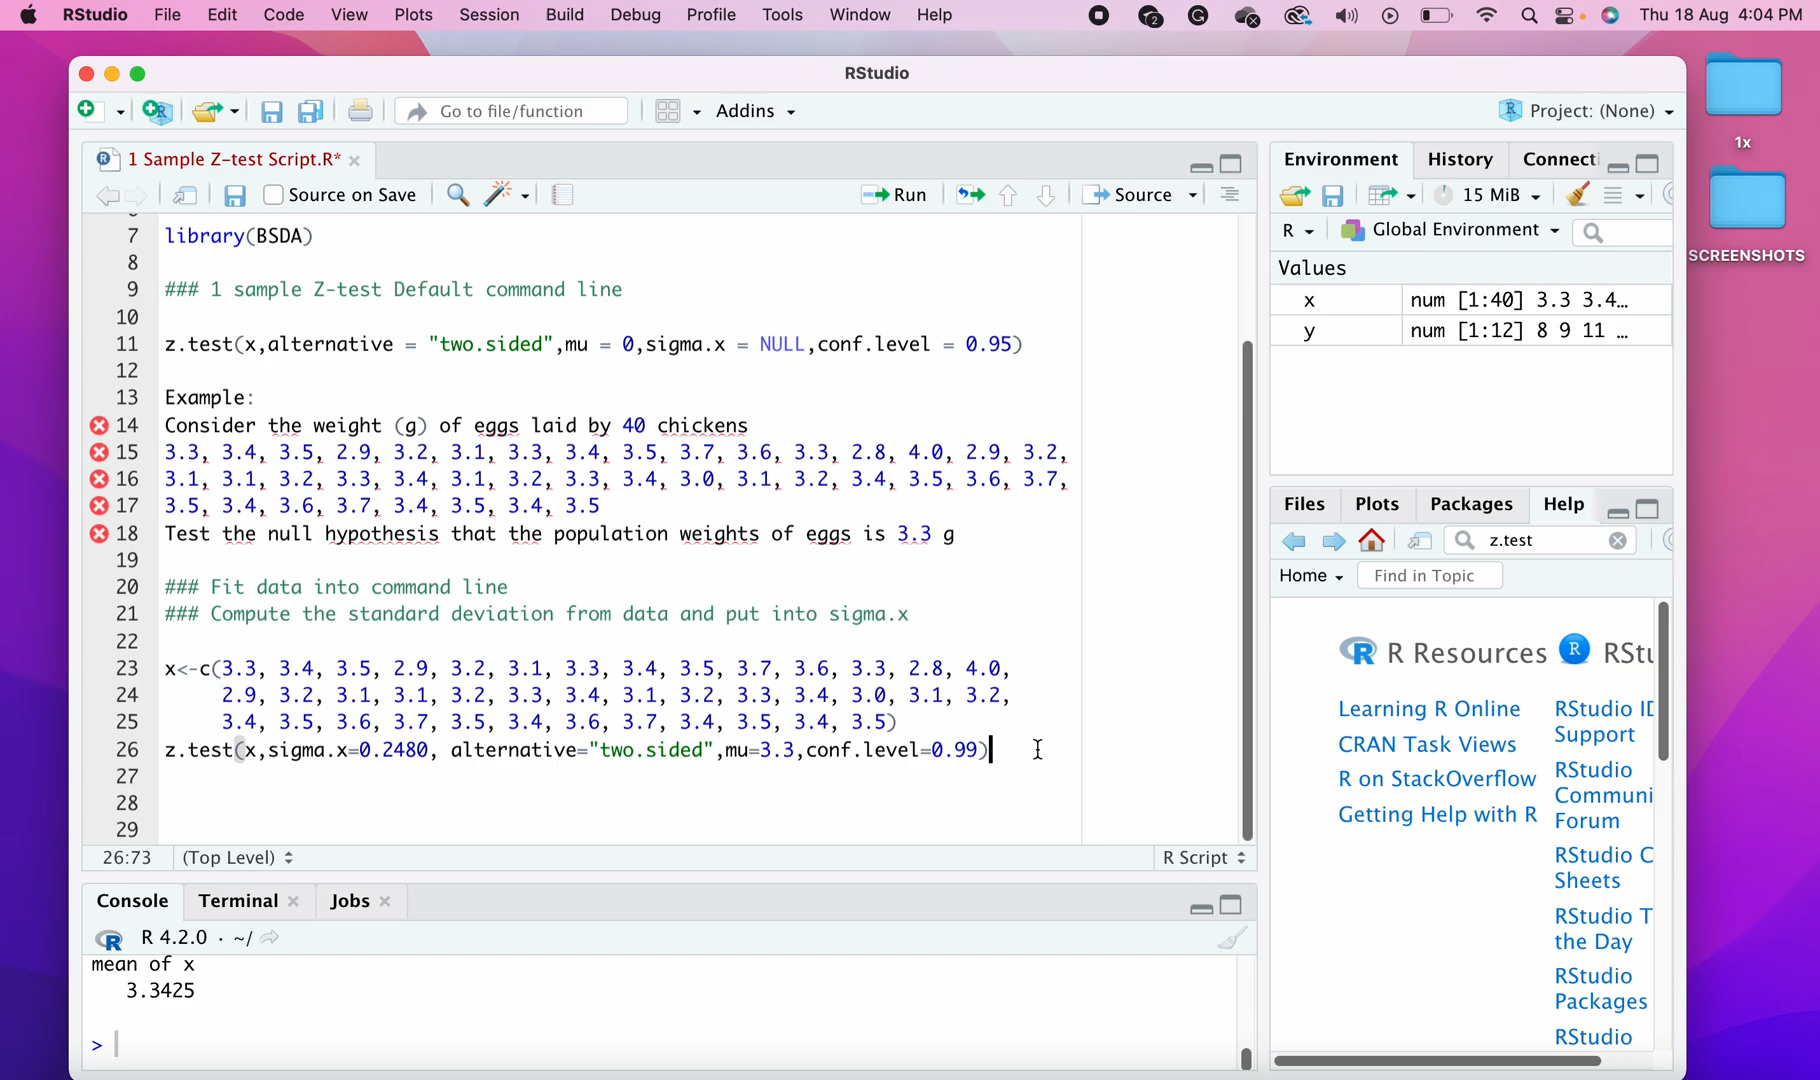 RStudio File Edit Code View Plots Session Build Debug Profile Tools Window Help Thu 18 Aug 4:04 PM
RStudio
Go to file/function Addins Project: (None)
1x
SCREENSHOTS
1 Sample Z-test Script.R*
Source on Save Run Source
7 library(BSDA)
8
9 ### 1 sample Z-test Default command line
10
11 z.test(x,alternative = "two.sided",mu = 0,sigma.x = NULL,conf.level = 0.95)
12
13 Example:
14 Consider the weight (g) of eggs laid by 40 chickens
15 3.3, 3.4, 3.5, 2.9, 3.2, 3.1, 3.3, 3.4, 3.5, 3.7, 3.6, 3.3, 2.8, 4.0, 2.9, 3.2,
16 3.1, 3.1, 3.2, 3.3, 3.4, 3.1, 3.2, 3.3, 3.4, 3.0, 3.1, 3.2, 3.4, 3.5, 3.6, 3.7,
17 3.5, 3.4, 3.6, 3.7, 3.4, 3.5, 3.4, 3.5
18 Test the null hypothesis that the population weights of eggs is 3.3 g
19
20 ### Fit data into command line
21 ### Compute the standard deviation from data and put into sigma.x
22
23 x<-c(3.3, 3.4, 3.5, 2.9, 3.2, 3.1, 3.3, 3.4, 3.5, 3.7, 3.6, 3.3, 2.8, 4.0,
24 2.9, 3.2, 3.1, 3.1, 3.2, 3.3, 3.4, 3.1, 3.2, 3.3, 3.4, 3.0, 3.1, 3.2,
25 3.4, 3.5, 3.6, 3.7, 3.5, 3.4, 3.6, 3.7, 3.4, 3.5, 3.4, 3.5)
26 z.test(x,sigma.x=0.2480, alternative="two.sided",mu=3.3,conf.level=0.99)
27
28
29
26:73 (Top Level) R Script
Console Terminal Jobs
R 4.2.0 · ~/
mean of x
3.3425
>
Environment History Connecti
15 MiB
R Global Environment
Values
x num [1:40] 3.3 3.4…
y num [1:12] 8 9 11 …
Files Plots Packages Help
z.test
Home Find in Topic
R Resources
Learning R Online
CRAN Task Views
R on StackOverflow
Getting Help with R
R RStu
RStudio ID
Support
RStudio
Communi
Forum
RStudio C
Sheets
RStudio T
the Day
RStudio
Packages
RStudio